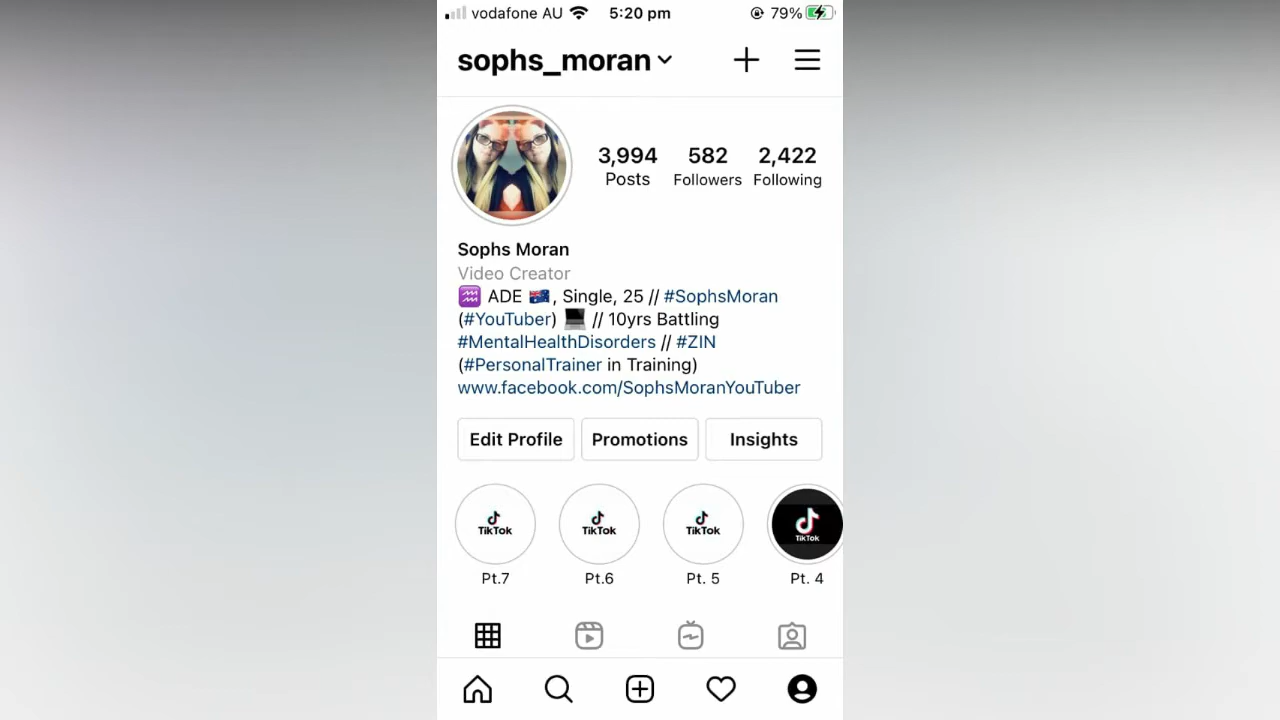 vodafone AU 5:20 pm 79%
sophs_moran
3,994 582 2,422
Posts Followers Following
Sophs Moran
Video Creator
♒ ADE 🇦🇺, Single, 25 // #SophsMoran
(#YouTuber) 💻 // 10yrs Battling
#MentalHealthDisorders // #ZIN
(#PersonalTrainer in Training)
www.facebook.com/SophsMoranYouTuber
Edit Profile Promotions Insights
TikTok TikTok TikTok TikTok
Pt.7 Pt.6 Pt. 5 Pt. 4